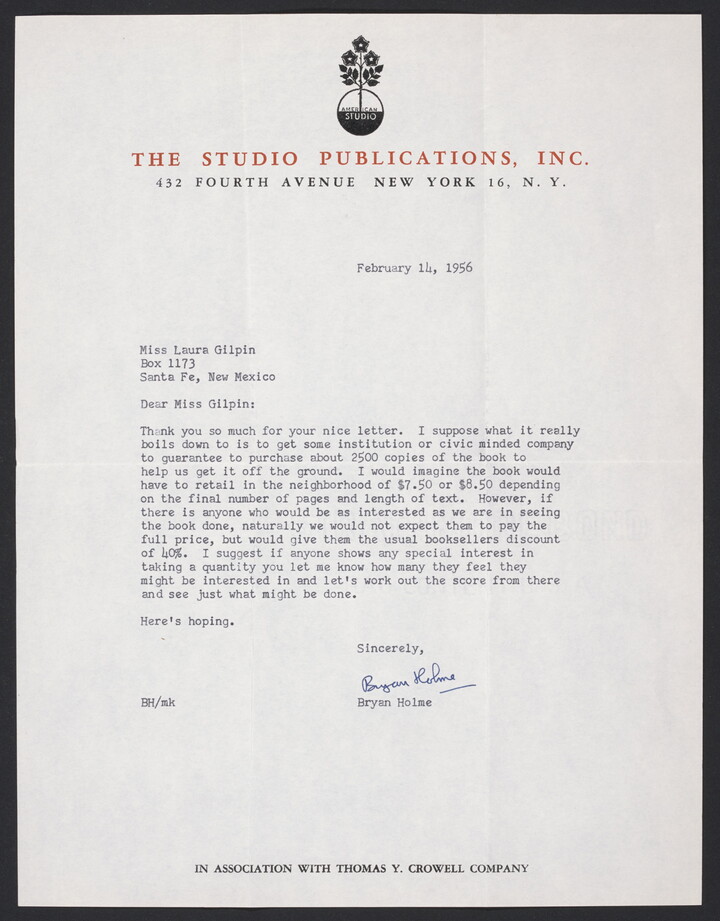 AMERICAN
STUDIO
THE STUDIO PUBLICATIONS, INC.
432 FOURTH AVENUE NEW YORK 16, N. Y.
February 14, 1956
Miss Laura Gilpin
Box 1173
Santa Fe, New Mexico
Dear Miss Gilpin:
Thank you so much for your nice letter. I suppose what it really
boils down to is to get some institution or civic minded company
to guarantee to purchase about 2500 copies of the book to
help us get it off the ground. I would imagine the book would
have to retail in the neighborhood of $7.50 or $8.50 depending
on the final number of pages and length of text. However, if
there is anyone who would be as interested as we are in seeing
the book done, naturally we would not expect them to pay the
full price, but would give them the usual booksellers discount
of 40%. I suggest if anyone shows any special interest in
taking a quantity you let me know how many they feel they
might be interested in and let's work out the score from there
and see just what might be done.
Here's hoping.
Sincerely,
Bryan Holme
BH/mk Bryan Holme
IN ASSOCIATION WITH THOMAS Y. CROWELL COMPANY